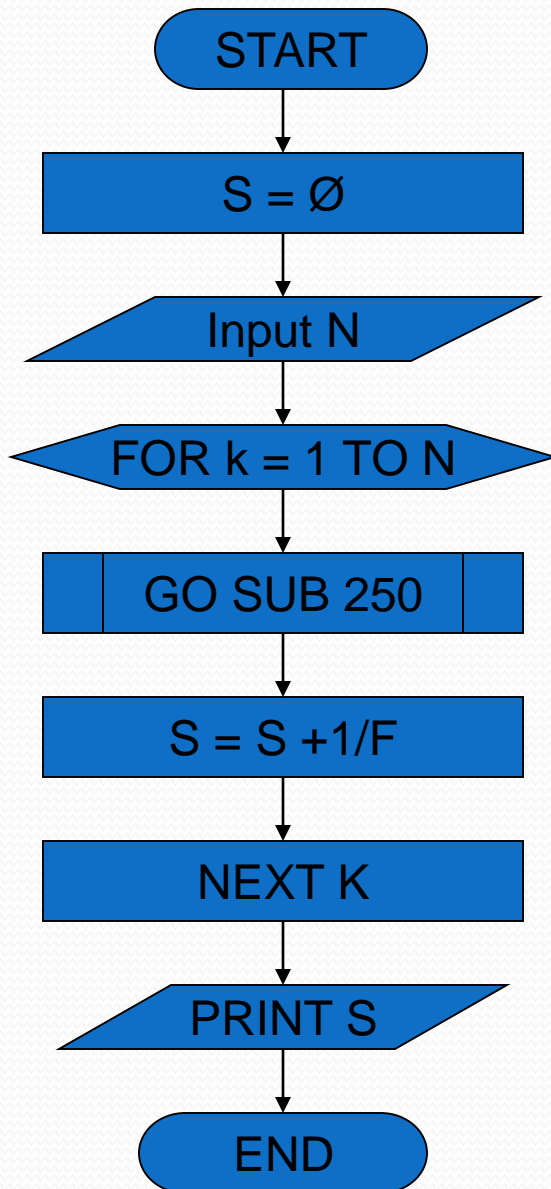 START
S = Ø
Input N
FOR k = 1 TO N
GO SUB 250
S = S +1/F
NEXT K
PRINT S
END